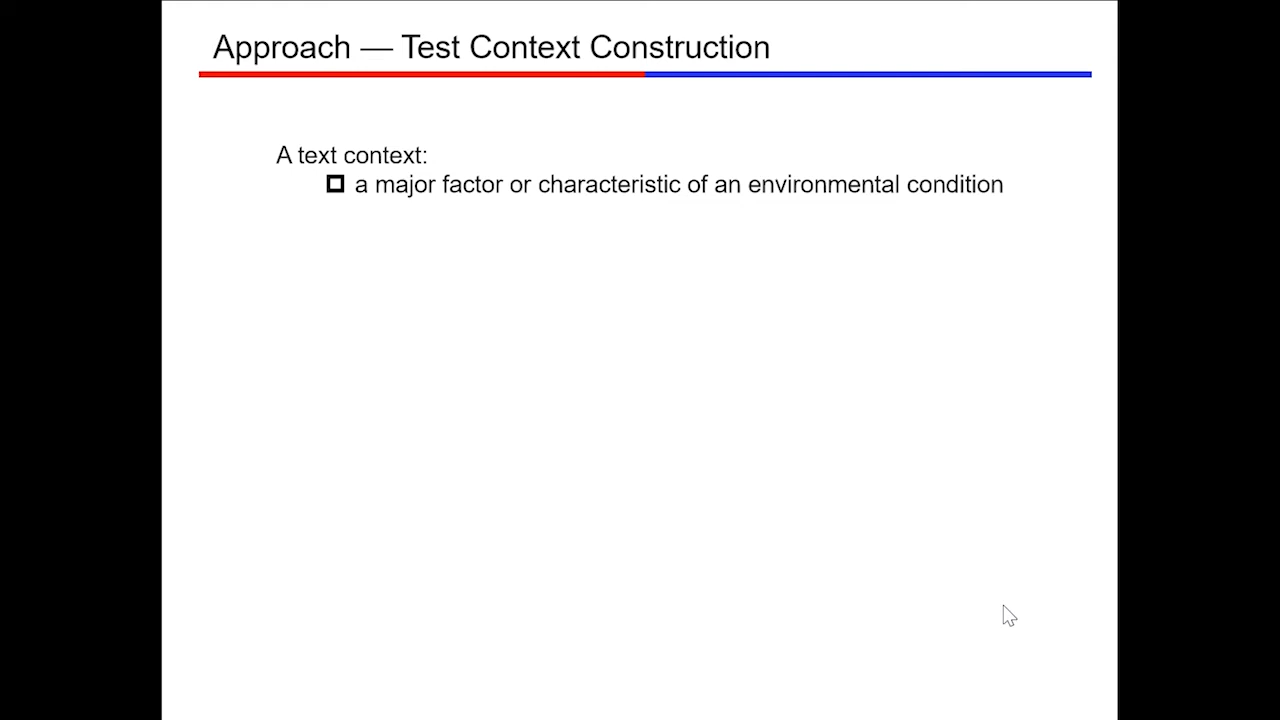 Approach — Test Context Construction
A text context:
a major factor or characteristic of an environmental condition